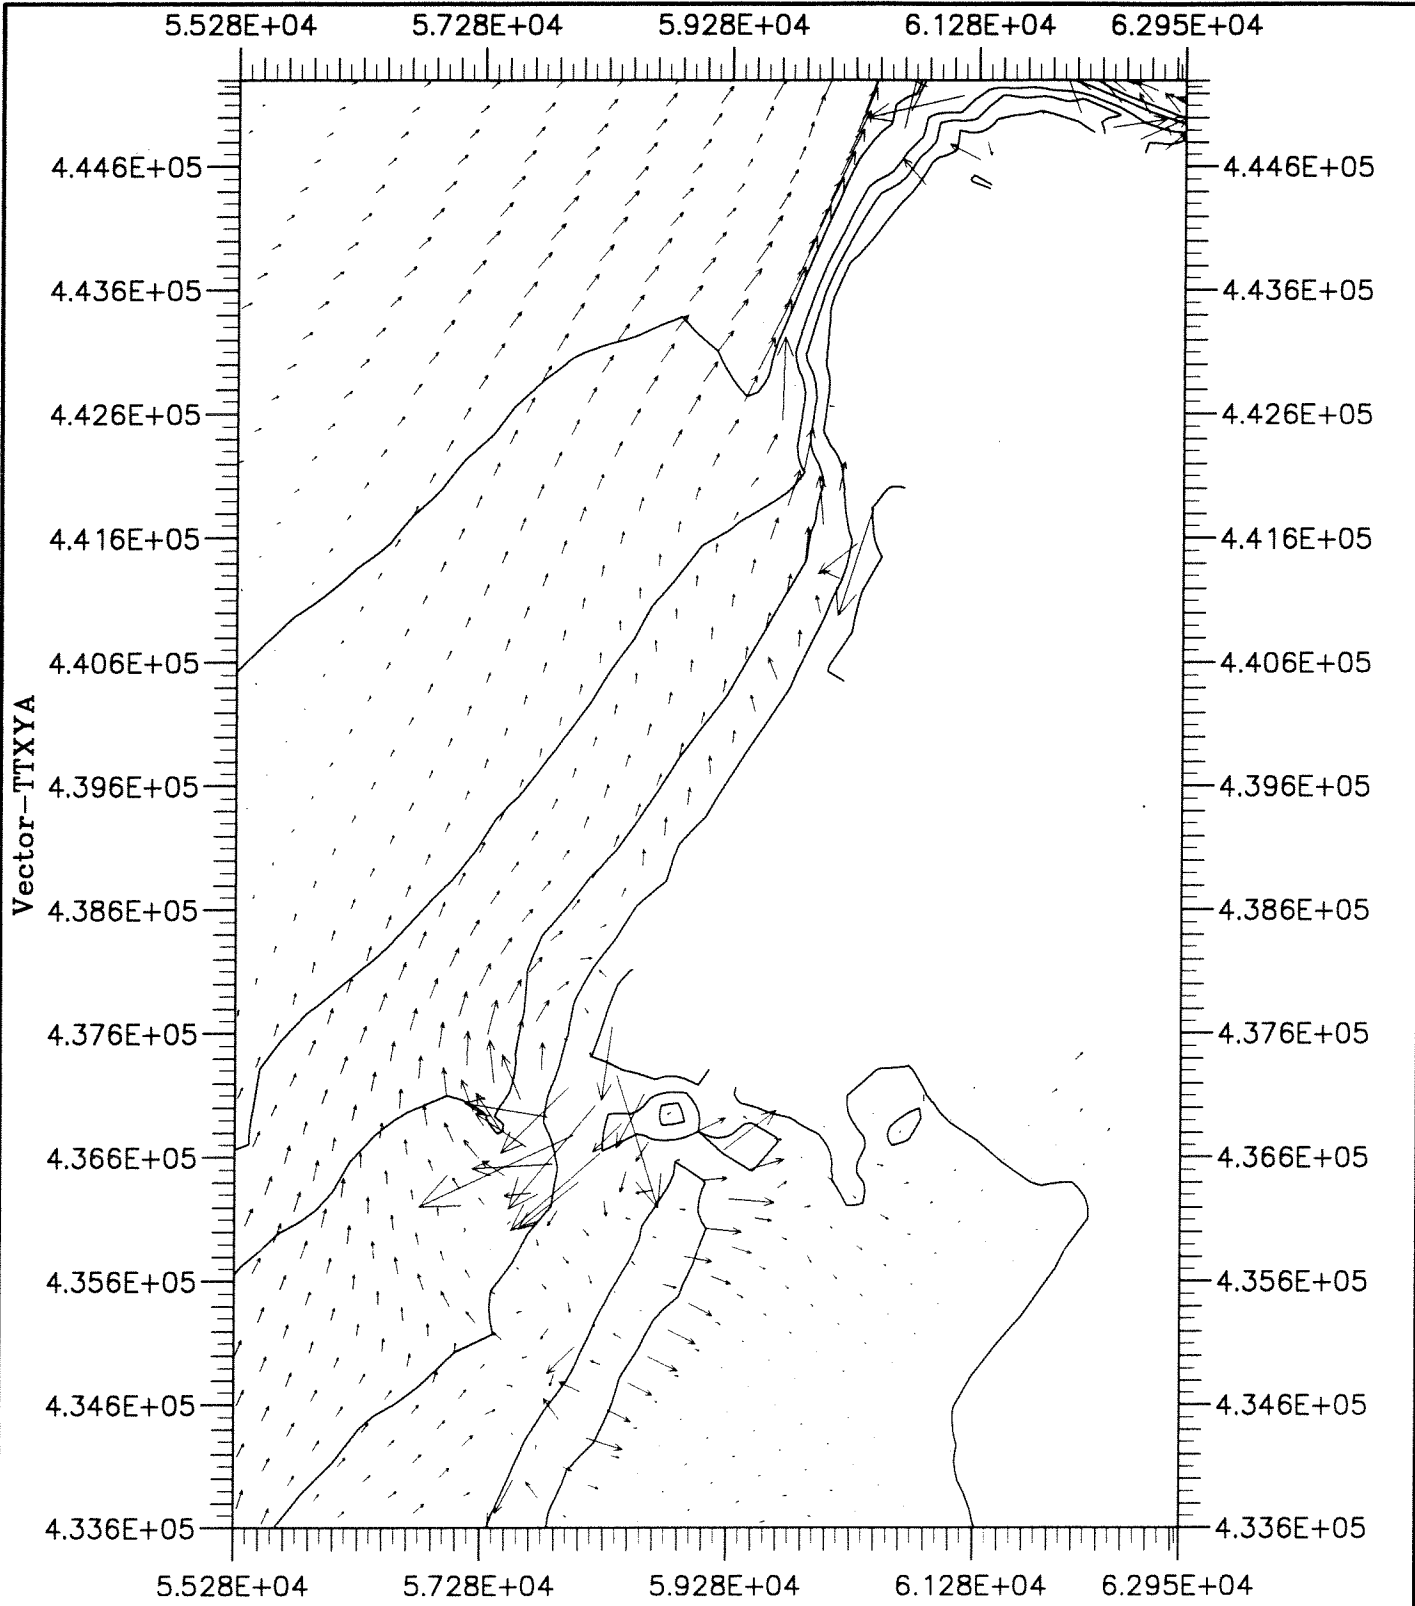 5.528E+04 5.728E+04 5.928E+04 6.128E+04 6.295E+04
4.446E+05 4.446E+05
4.436E+05 4.436E+05
4.426E+05 4.426E+05
4.416E+05 4.416E+05
4.406E+05 4.406E+05
Vector-TTXYA
4.396E+05 4.396E+05
4.386E+05 4.386E+05
4.376E+05 4.376E+05
4.366E+05 4.366E+05
4.356E+05 4.356E+05
4.346E+05 4.346E+05
4.336E+05 4.336E+05
5.528E+04 5.728E+04 5.928E+04 6.128E+04 6.295E+04